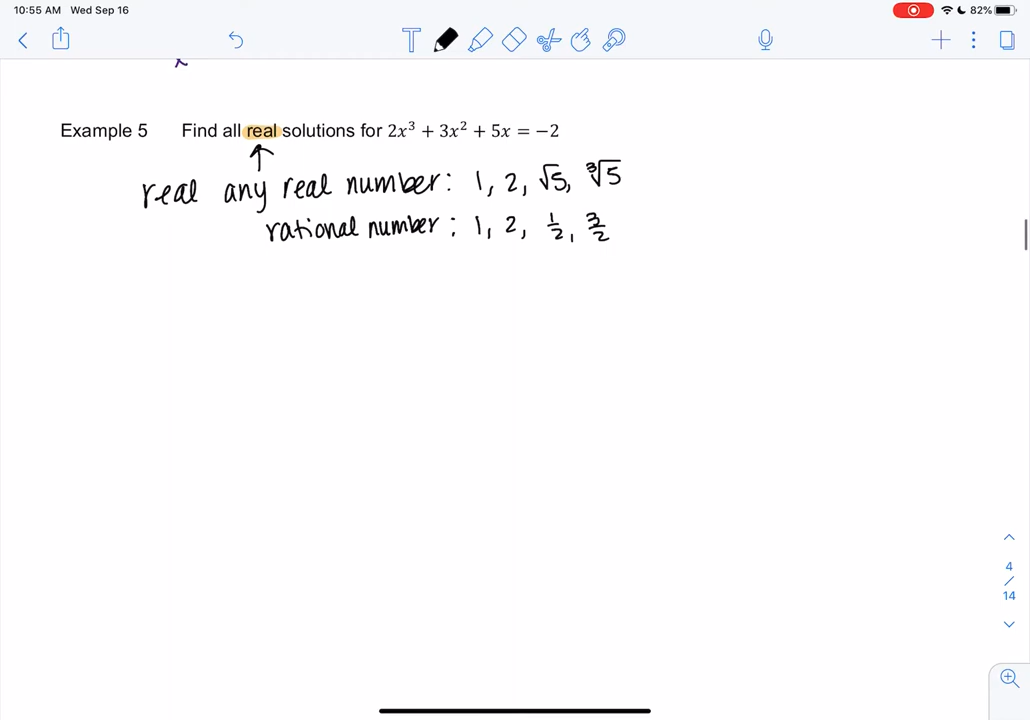 10:55 AM Wed Sep 16
82%
Example 5 Find all real solutions for 2x³ + 3x² + 5x = −2
real any real number: 1, 2, √5, ∛5
rational number: 1, 2, 1/2, 3/2
4
/
14